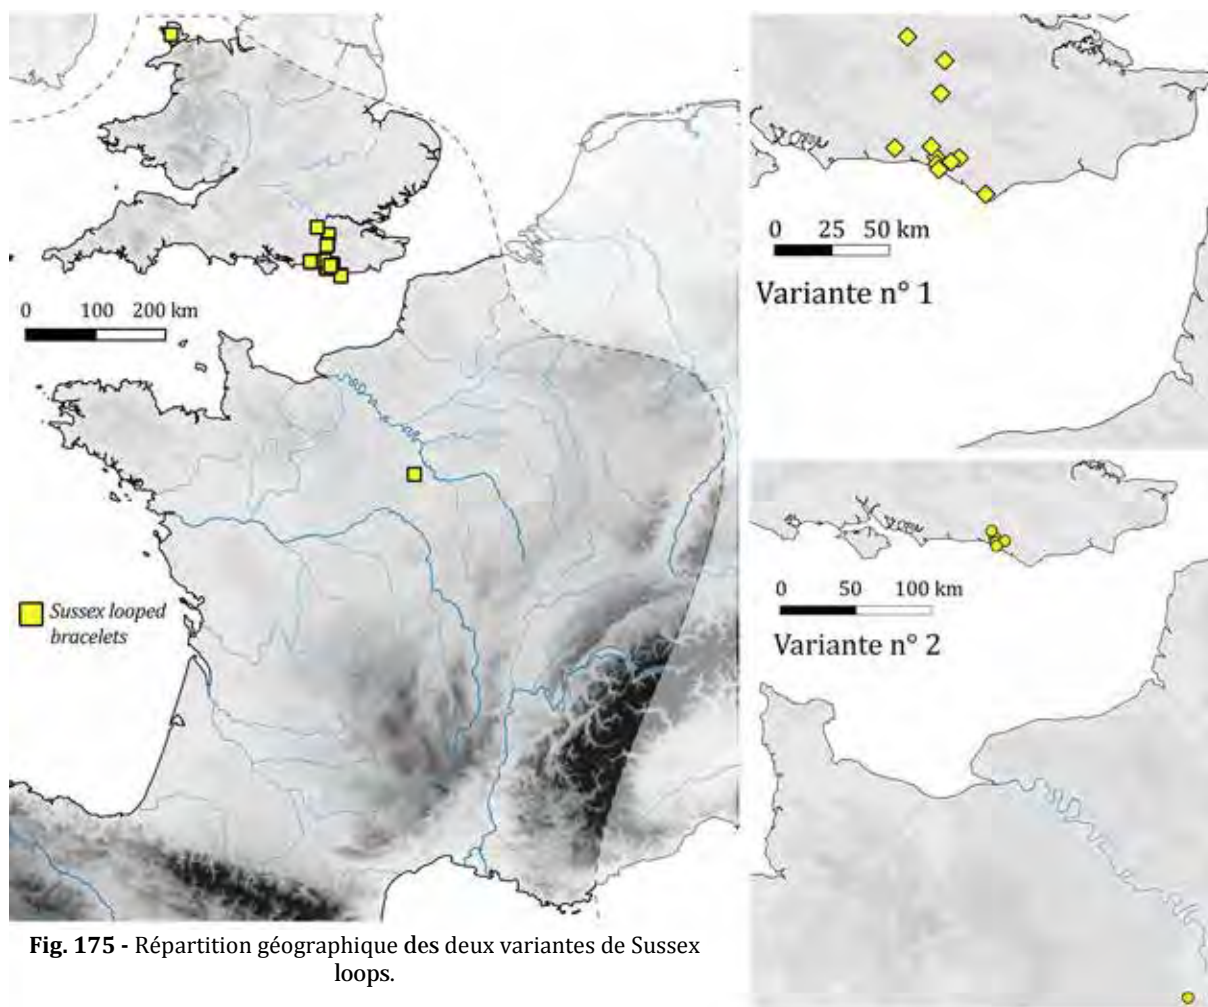 0 100 200 km
Sussex looped
bracelets
0 25 50 km
Variante n° 1
0 50 100 km
Variante n° 2
Fig. 175 - Répartition géographique des deux variantes de Sussex
loops.